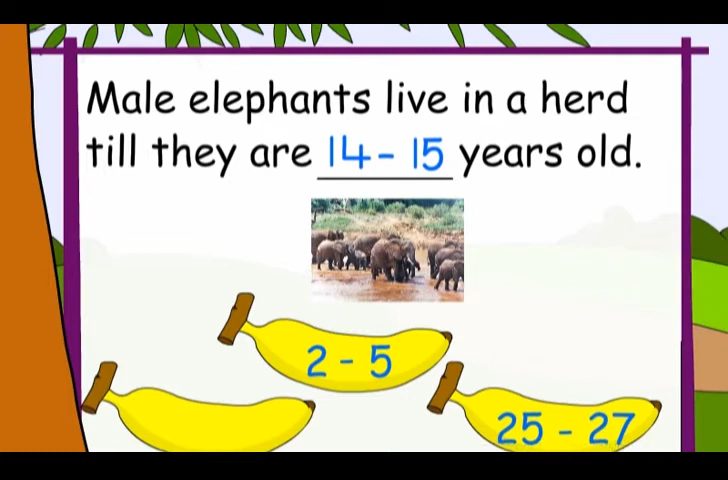 Male elephants live in a herd
till they are 14 - 15 years old.
2 - 5
25 - 27